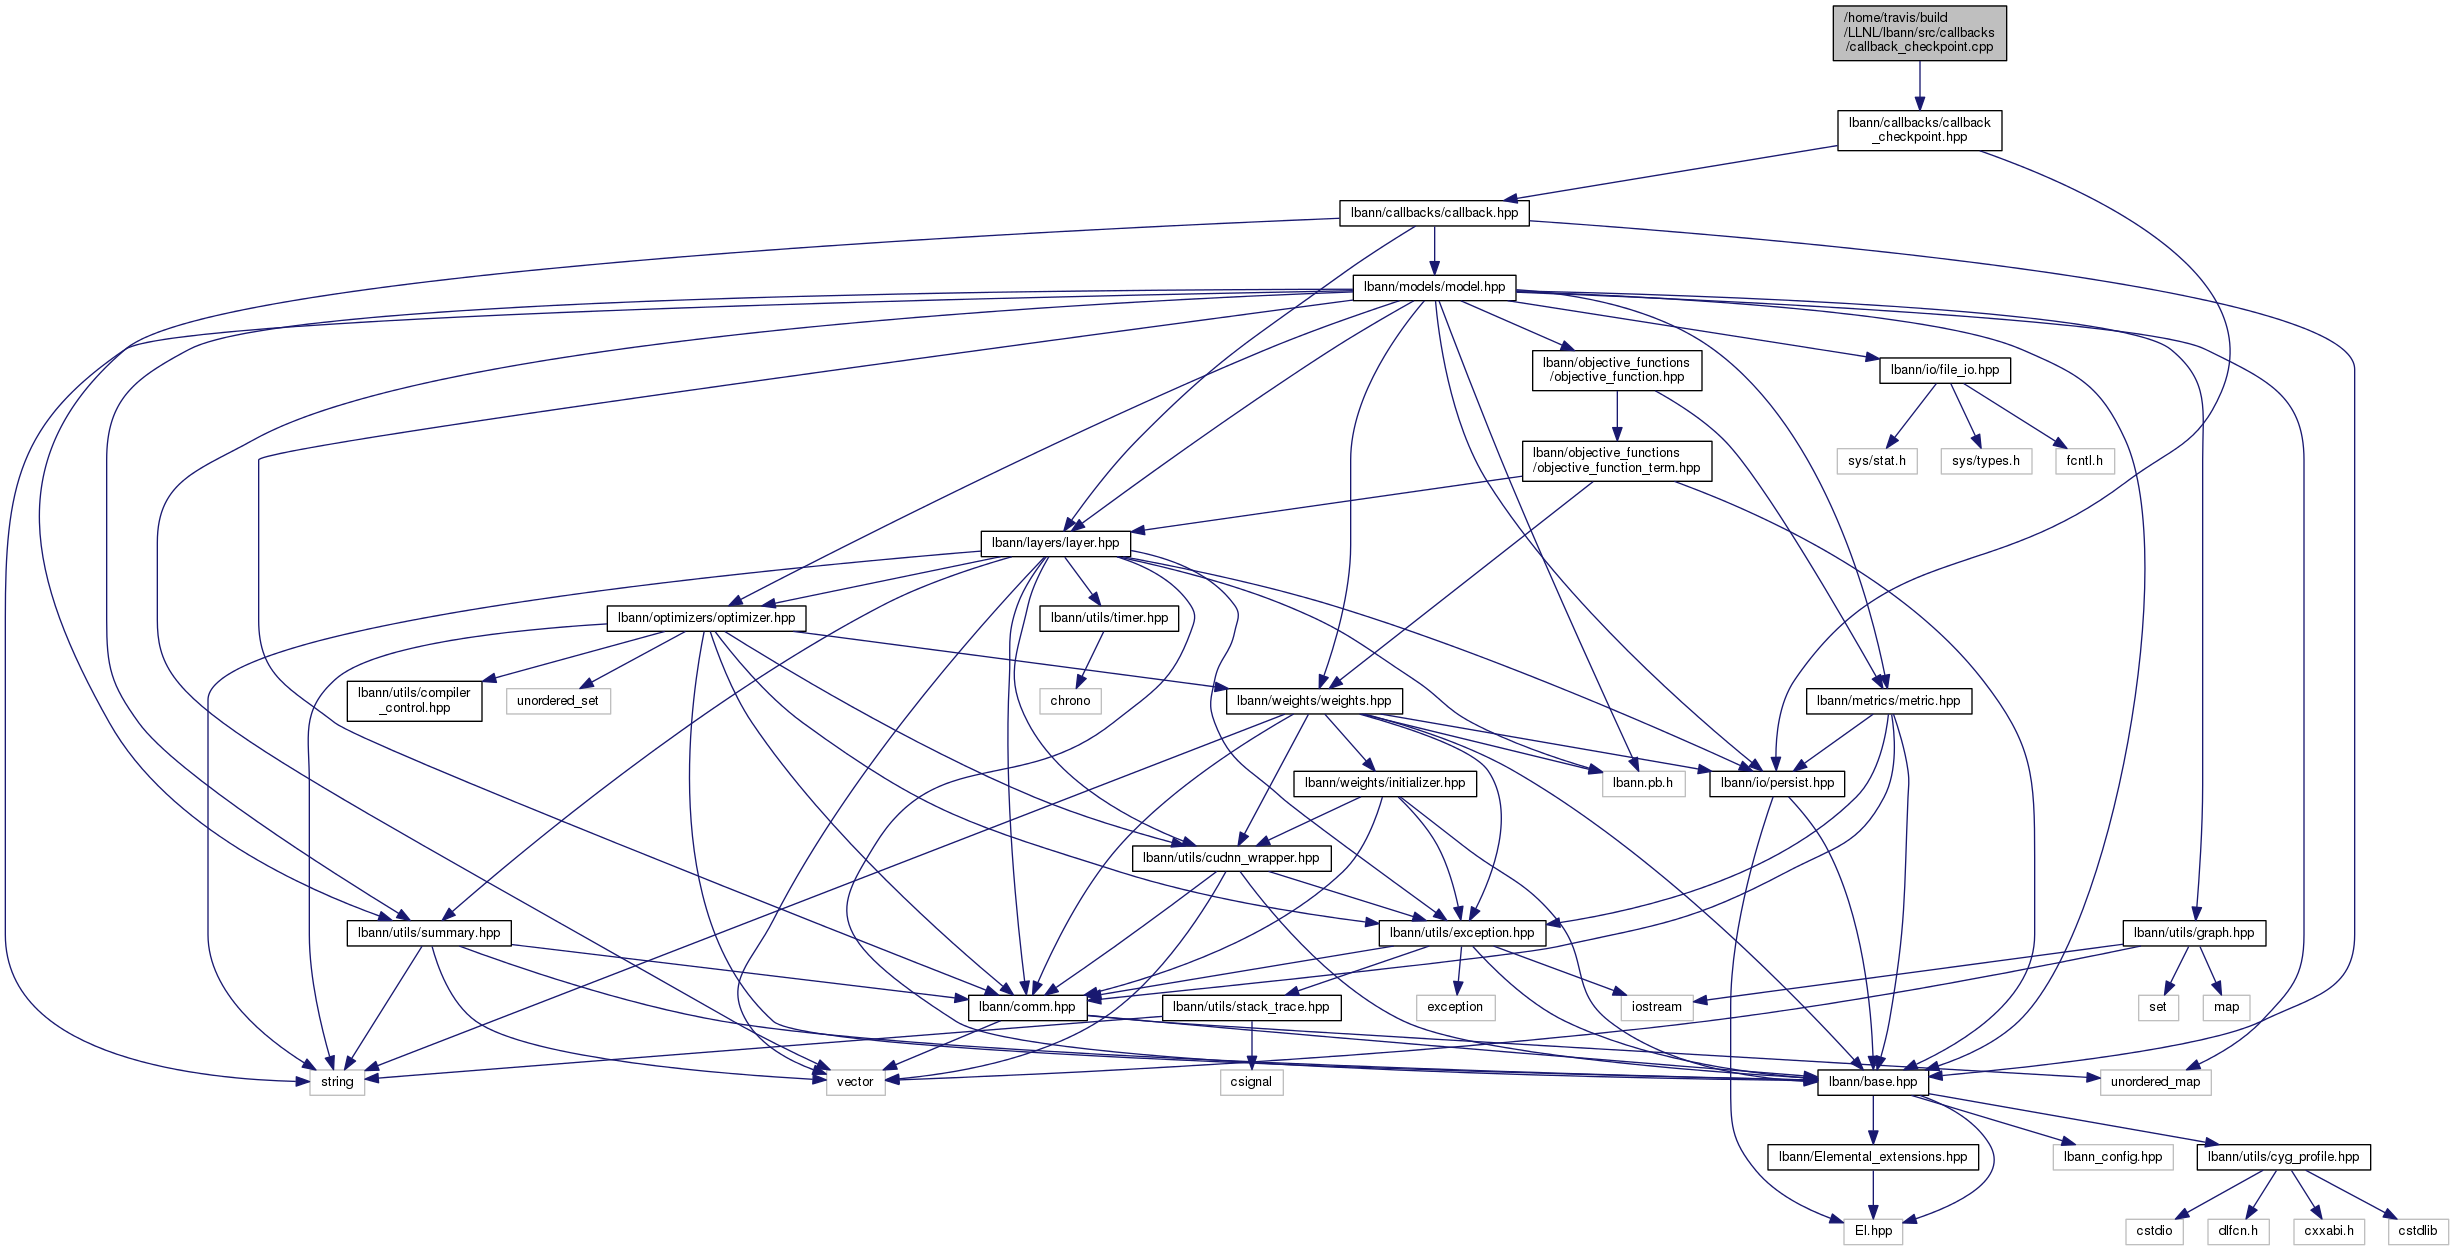 /home/travis/build
/LLNL/lbann/src/callbacks
/callback_checkpoint.cpp
lbann/callbacks/callback
_checkpoint.hpp
lbann/callbacks/callback.hpp
lbann/models/model.hpp
lbann/objective_functions
/objective_function.hpp
lbann/io/file_io.hpp
lbann/objective_functions
/objective_function_term.hpp
sys/stat.h
sys/types.h
fcntl.h
lbann/layers/layer.hpp
lbann/optimizers/optimizer.hpp
lbann/utils/timer.hpp
lbann/utils/compiler
_control.hpp
unordered_set
chrono
lbann/weights/weights.hpp
lbann/metrics/metric.hpp
lbann/weights/initializer.hpp
lbann.pb.h
lbann/io/persist.hpp
lbann/utils/cudnn_wrapper.hpp
lbann/utils/summary.hpp
lbann/utils/exception.hpp
lbann/utils/graph.hpp
lbann/comm.hpp
lbann/utils/stack_trace.hpp
exception
iostream
set
map
string
vector
csignal
lbann/base.hpp
unordered_map
lbann/Elemental_extensions.hpp
lbann_config.hpp
lbann/utils/cyg_profile.hpp
El.hpp
cstdio
dlfcn.h
cxxabi.h
cstdlib